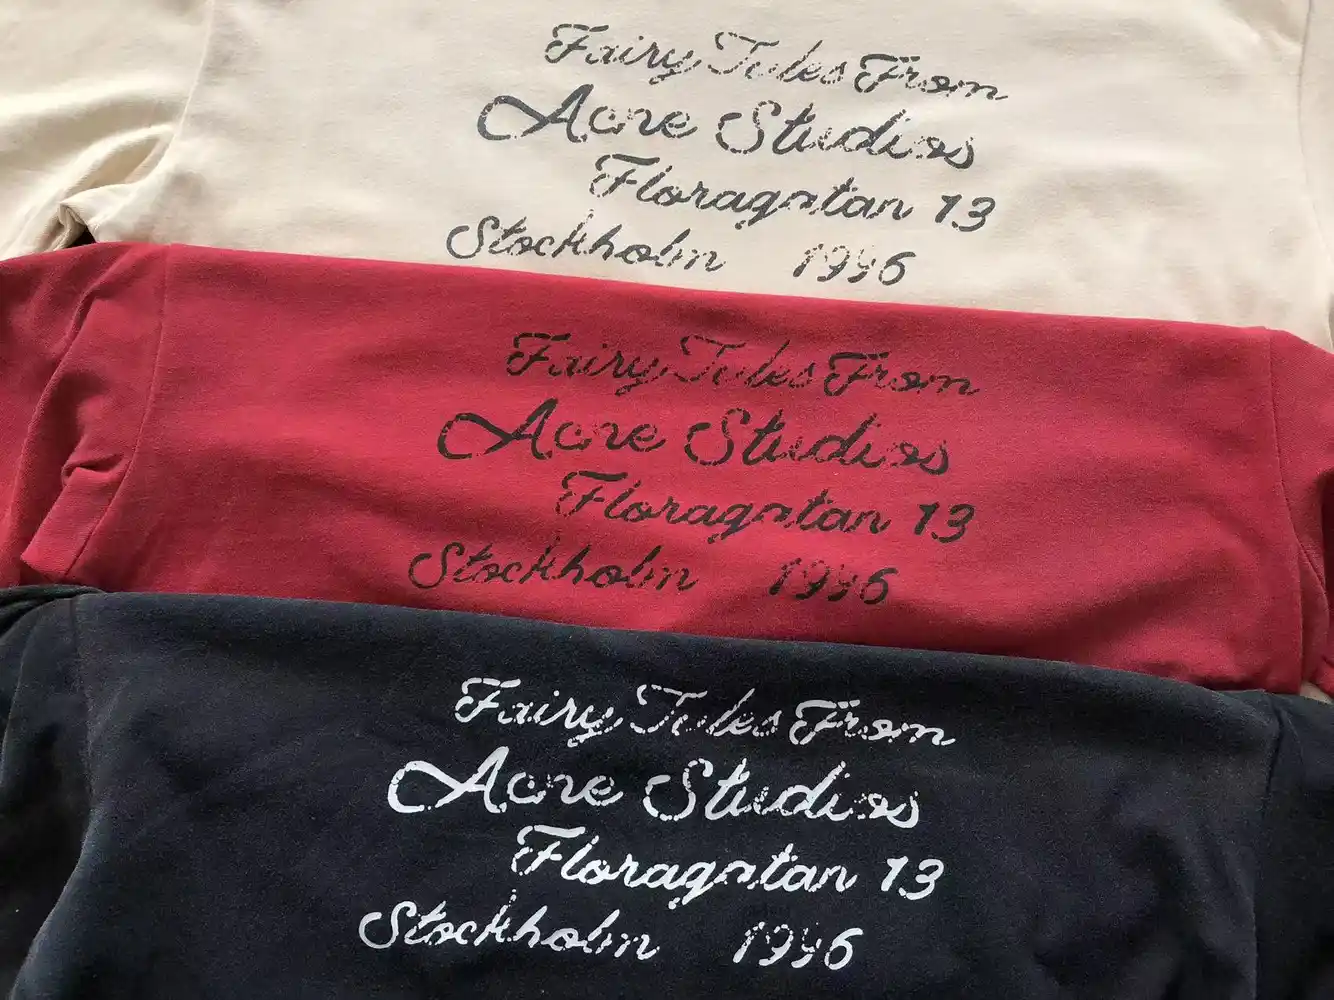 Fairy Tales From
Acne Studios
Floragatan 13
Stockholm 1996
Fairy Tales From
Acne Studios
Floragatan 13
Stockholm 1996
Fairy Tales From
Acne Studios
Floragatan 13
Stockholm 1996